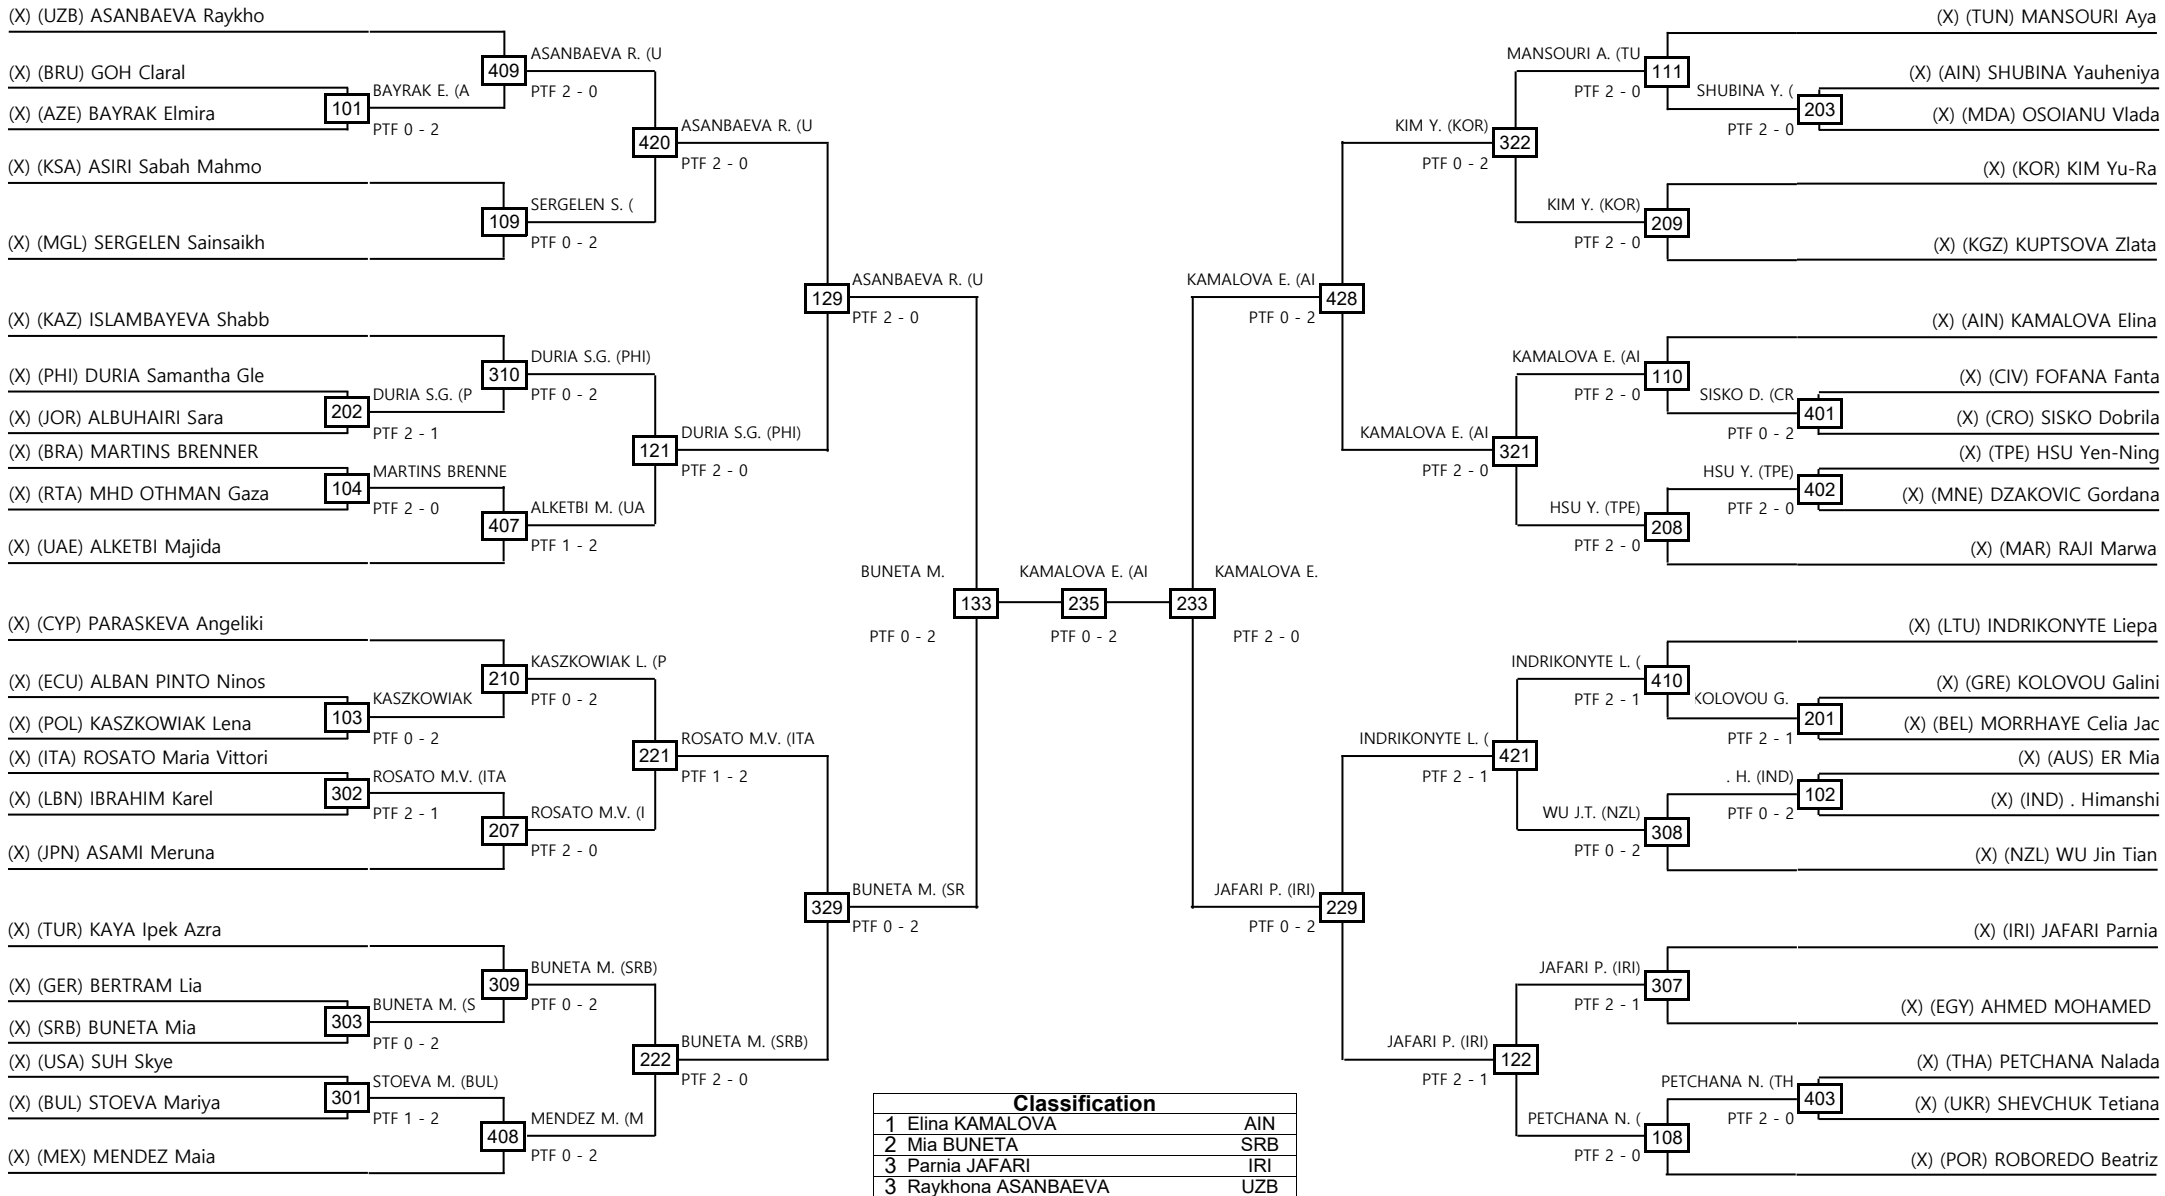 (X) (UZB) ASANBAEVA Raykho
(X) (BRU) GOH Claral
(X) (AZE) BAYRAK Elmira
(X) (KSA) ASIRI Sabah Mahmo
(X) (MGL) SERGELEN Sainsaikh
(X) (KAZ) ISLAMBAYEVA Shabb
(X) (PHI) DURIA Samantha Gle
(X) (JOR) ALBUHAIRI Sara
(X) (BRA) MARTINS BRENNER
(X) (RTA) MHD OTHMAN Gaza
(X) (UAE) ALKETBI Majida
(X) (CYP) PARASKEVA Angeliki
(X) (ECU) ALBAN PINTO Ninos
(X) (POL) KASZKOWIAK Lena
(X) (ITA) ROSATO Maria Vittori
(X) (LBN) IBRAHIM Karel
(X) (JPN) ASAMI Meruna
(X) (TUR) KAYA Ipek Azra
(X) (GER) BERTRAM Lia
(X) (SRB) BUNETA Mia
(X) (USA) SUH Skye
(X) (BUL) STOEVA Mariya
(X) (MEX) MENDEZ Maia
BAYRAK E. (A
101
PTF 0 - 2
DURIA S.G. (P
202
PTF 2 - 1
MARTINS BRENNE
104
PTF 2 - 0
KASZKOWIAK
103
PTF 0 - 2
ROSATO M.V. (ITA
302
PTF 2 - 1
BUNETA M. (S
303
PTF 0 - 2
STOEVA M. (BUL)
301
PTF 1 - 2
ASANBAEVA R. (U
409
PTF 2 - 0
SERGELEN S. (
109
PTF 0 - 2
DURIA S.G. (PHI)
310
PTF 0 - 2
ALKETBI M. (UA
407
PTF 1 - 2
KASZKOWIAK L. (P
210
PTF 0 - 2
ROSATO M.V. (I
207
PTF 2 - 0
BUNETA M. (SRB)
309
PTF 0 - 2
MENDEZ M. (M
408
PTF 0 - 2
ASANBAEVA R. (U
420
PTF 2 - 0
DURIA S.G. (PHI)
121
PTF 2 - 0
ROSATO M.V. (ITA
221
PTF 1 - 2
BUNETA M. (SRB)
222
PTF 2 - 0
ASANBAEVA R. (U
129
PTF 2 - 0
BUNETA M. (SR
329
PTF 0 - 2
BUNETA M.
133
PTF 0 - 2
KAMALOVA E. (AI
235
PTF 0 - 2
KAMALOVA E.
233
PTF 2 - 0
KAMALOVA E. (AI
428
PTF 0 - 2
JAFARI P. (IRI)
229
PTF 0 - 2
KIM Y. (KOR)
322
PTF 0 - 2
KAMALOVA E. (AI
321
PTF 2 - 0
INDRIKONYTE L. (
421
PTF 2 - 1
JAFARI P. (IRI)
122
PTF 2 - 1
MANSOURI A. (TU
111
PTF 2 - 0
KIM Y. (KOR)
209
PTF 2 - 0
KAMALOVA E. (AI
110
PTF 2 - 0
HSU Y. (TPE)
208
PTF 2 - 0
INDRIKONYTE L. (
410
PTF 2 - 1
WU J.T. (NZL)
308
PTF 0 - 2
JAFARI P. (IRI)
307
PTF 2 - 1
PETCHANA N. (
108
PTF 2 - 0
SHUBINA Y. (
203
PTF 2 - 0
SISKO D. (CR
401
PTF 0 - 2
HSU Y. (TPE)
402
PTF 2 - 0
KOLOVOU G.
201
PTF 2 - 1
. H. (IND)
102
PTF 0 - 2
PETCHANA N. (TH
403
PTF 2 - 0
(X) (TUN) MANSOURI Aya
(X) (AIN) SHUBINA Yauheniya
(X) (MDA) OSOIANU Vlada
(X) (KOR) KIM Yu-Ra
(X) (KGZ) KUPTSOVA Zlata
(X) (AIN) KAMALOVA Elina
(X) (CIV) FOFANA Fanta
(X) (CRO) SISKO Dobrila
(X) (TPE) HSU Yen-Ning
(X) (MNE) DZAKOVIC Gordana
(X) (MAR) RAJI Marwa
(X) (LTU) INDRIKONYTE Liepa
(X) (GRE) KOLOVOU Galini
(X) (BEL) MORRHAYE Celia Jac
(X) (AUS) ER Mia
(X) (IND) . Himanshi
(X) (NZL) WU Jin Tian
(X) (IRI) JAFARI Parnia
(X) (EGY) AHMED MOHAMED
(X) (THA) PETCHANA Nalada
(X) (UKR) SHEVCHUK Tetiana
(X) (POR) ROBOREDO Beatriz
Classification
1 Elina KAMALOVA AIN
2 Mia BUNETA SRB
3 Parnia JAFARI IRI
3 Raykhona ASANBAEVA UZB